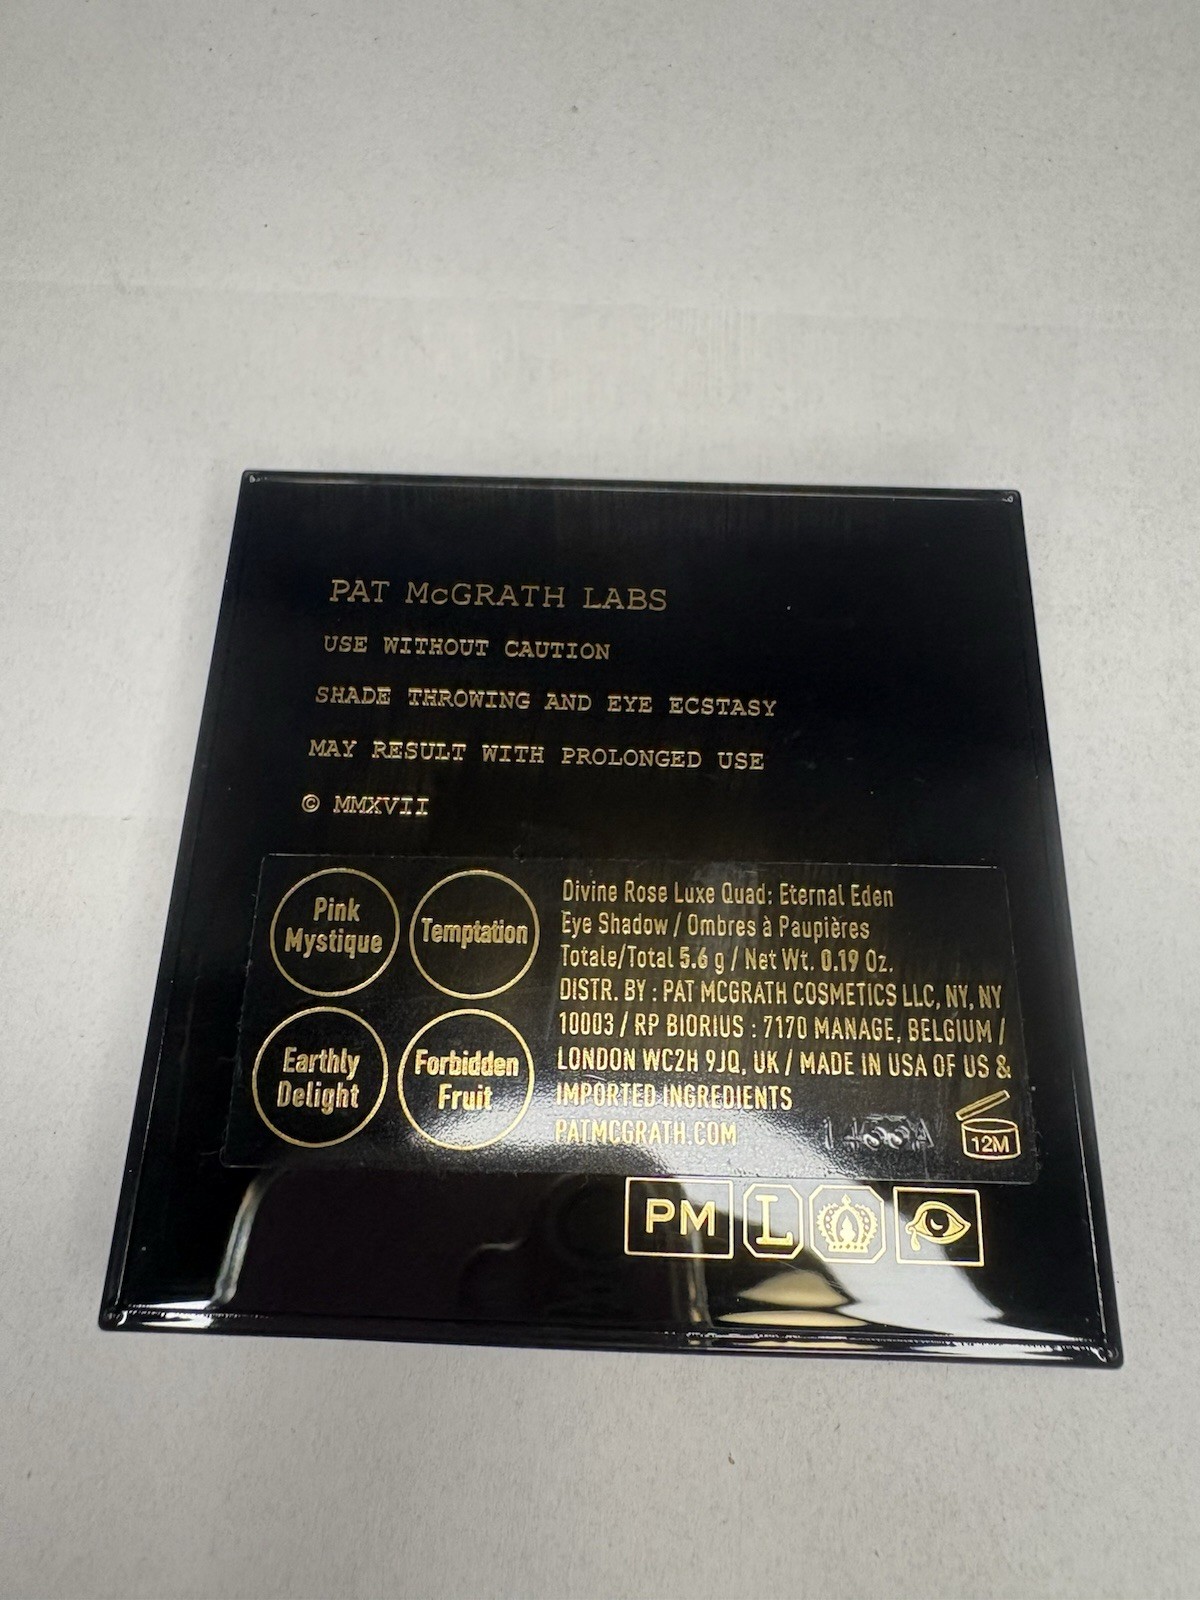 PAT McGRATH LABS
USE WITHOUT CAUTION
SHADE THROWING AND EYE ECSTASY
MAY RESULT WITH PROLONGED USE
© MMXVII
Pink
Mystique
Temptation
Earthly
Delight
Forbidden
Fruit
Divine Rose Luxe Quad: Eternal Eden
Eye Shadow / Ombres à Paupières
Totale/Total 5.6 g / Net Wt. 0.19 Oz.
DISTR. BY : PAT MCGRATH COSMETICS LLC, NY, NY
10003 / RP BIORIUS : 7170 MANAGE, BELGIUM /
LONDON WC2H 9JQ, UK / MADE IN USA OF US &
IMPORTED INGREDIENTS
PATMCGRATH.COM
12M
PM L